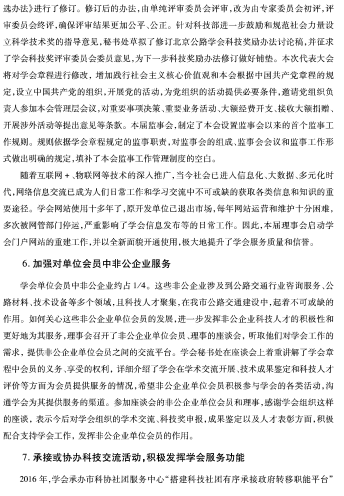 选办法》进行了修订。修订后的办法,由单纯评审委员会评审,改为由专家委员会初评,评
审委员会终评,确保评审结果更加公平、公正。针对科技部进一步鼓励和规范社会力量设
立科学技术奖的指导意见,秘书处草拟了修订北京公路学会科技奖励办法讨论稿,并征求
了学会科技奖评审委员会委员意见,为下一步科技奖励办法修订做好铺垫。本次代表大会
将对学会章程进行修改,增加践行社会主义核心价值观和本会根据中国共产党章程的规
定,设立中国共产党的组织,开展党的活动,为党组织的活动提供必要条件,邀请党组织负
责人参加本会管理层会议,对重要事项决策、重要业务活动、大额经费开支、接收大额捐赠、
开展涉外活动等提出意见等条款。本届监事会,制定了本会设置监事会以来的首个监事工
作规则。规则依据学会章程规定的监事职责,对监事会的组成、监事会会议和监事工作形
式做出明确的规定,填补了本会监事工作管理制度的空白。
随着互联网+、物联网等技术的深入推广,当今社会已进入信息化、大数据、多元化时
代,网络信息交流已成为人们日常工作和学习交流中不可或缺的获取各类信息和知识的重
要途径。学会网站使用十多年了,原开发单位已退出市场,每年网站运营和维护十分困难,
多次被网管部门停运,严重影响了学会信息发布等的日常工作。因此,本届理事会启动学
会门户网站的重建工作,并以全新面貌开通使用,极大地提升了学会服务质量和信誉。
6. 加强对单位会员中非公企业服务
学会单位会员中非公企业约占 1/4。这些非公企业涉及到公路交通行业咨询服务、公
路材料、技术设备等多个领域,且科技人才聚集,在我市公路交通建设中,起着不可或缺的
作用。如何关心这些非公企业单位会员的发展,进一步发挥非公企业科技人才的积极性和
更好地为其服务,理事会召开了非公企业单位会员、理事的座谈会,听取他们对学会工作的
需求,提供非公企业单位会员之间的交流平台。学会秘书处在座谈会上着重讲解了学会章
程中会员的义务、享受的权利,详细介绍了学会在学术交流开展、技术成果鉴定和科技人才
评价等方面为会员提供服务的情况,希望非公企业单位会员积极参与学会的各类活动,沟
通学会为其提供服务的渠道。参加座谈会的非公企业单位会员和理事,感谢学会组织这样
的座谈,表示今后对学会组织的学术交流、科技奖申报,成果鉴定以及人才表彰方面,积极
配合支持学会工作,发挥非公企业单位会员的作用。
7. 承接或协办科技交流活动,积极发挥学会服务功能
2016 年,学会承办市科协社团服务中心“搭建科技社团有序承接政府转移职能平台”